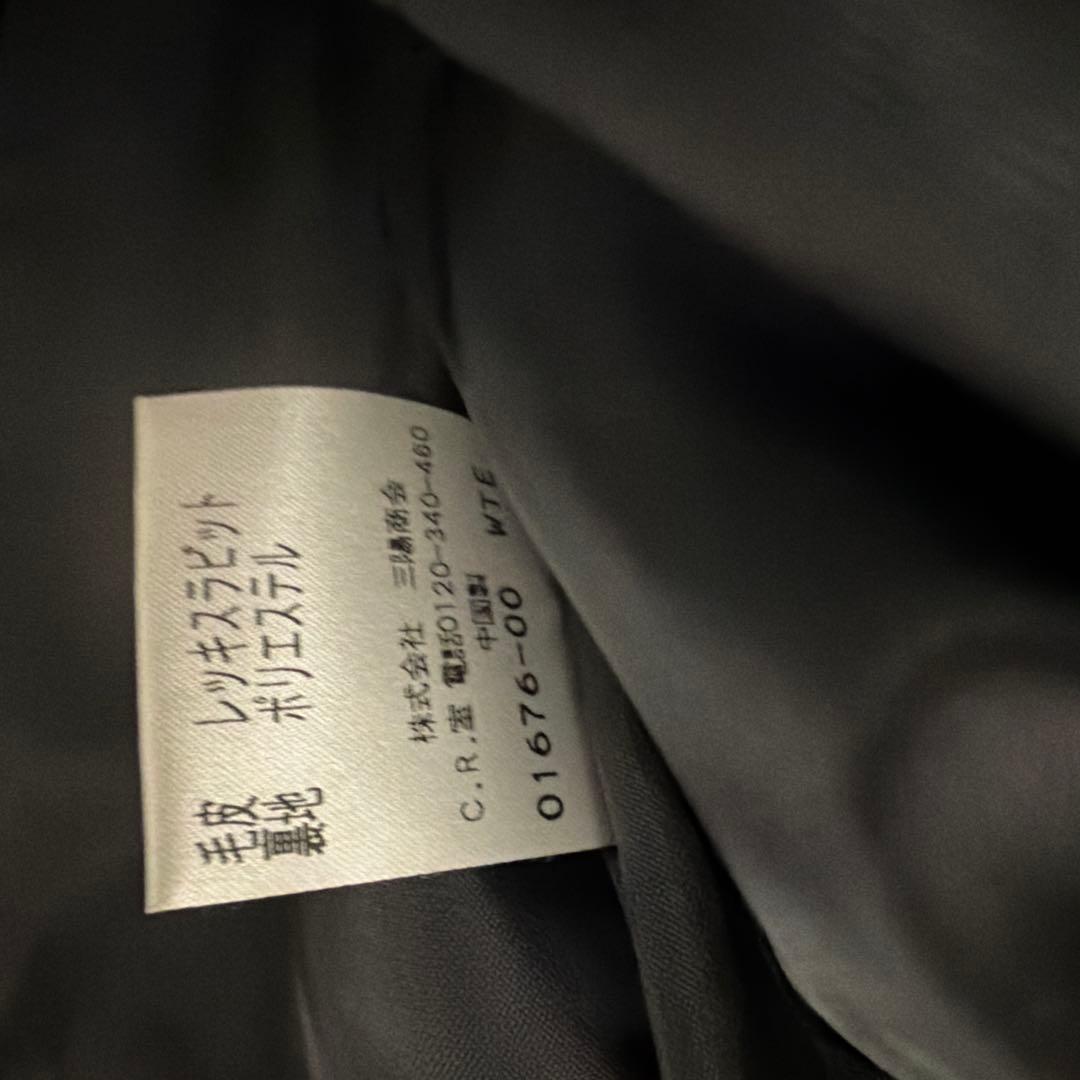 毛皮 レッキスラビット
裏地 ポリエステル
株式会社 三陽商会
C.R.室 電話0120-340-460
中国製
01676-00 WTE